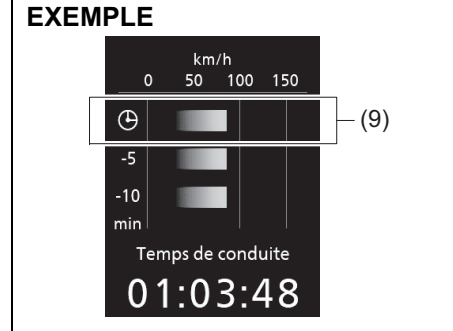 EXEMPLE
km/h
0 50 100 150
(9)
-5
-10
min
Temps de conduite
01:03:48